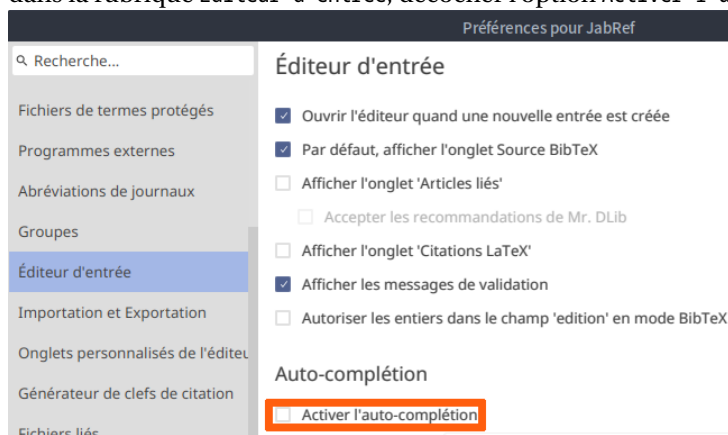 Préférences pour JabRef
Recherche...
Fichiers de termes protégés
Programmes externes
Abréviations de journaux
Groupes
Éditeur d'entrée
Importation et Exportation
Onglets personnalisés de l'éditeu
Générateur de clefs de citation
Fichiers liés
Éditeur d'entrée
Ouvrir l'éditeur quand une nouvelle entrée est créée
Par défaut, afficher l'onglet Source BibTeX
Afficher l'onglet 'Articles liés'
Accepter les recommandations de Mr. DLib
Afficher l'onglet 'Citations LaTeX'
Afficher les messages de validation
Autoriser les entiers dans le champ 'edition' en mode BibTeX
Auto-complétion
Activer l'auto-complétion